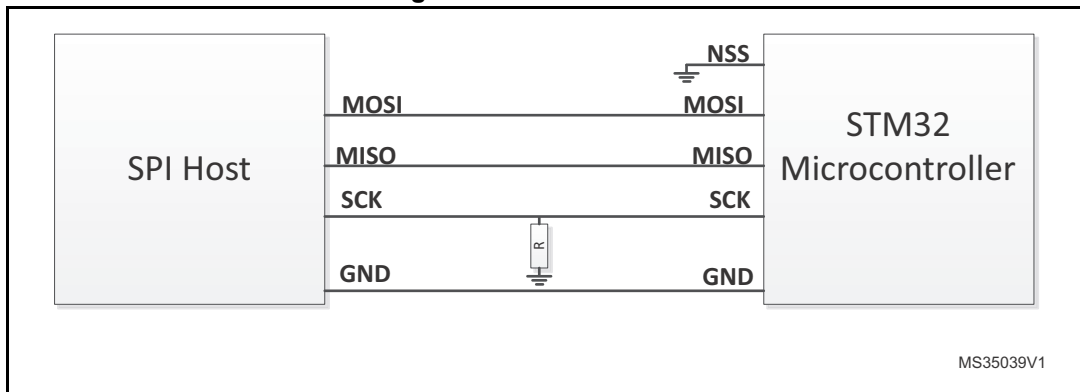 NSS
MOSI
MOSI
STM32
Microcontroller
SPI Host
MISO
MISO
SCK
SCK
R
GND
GND
MS35039V1